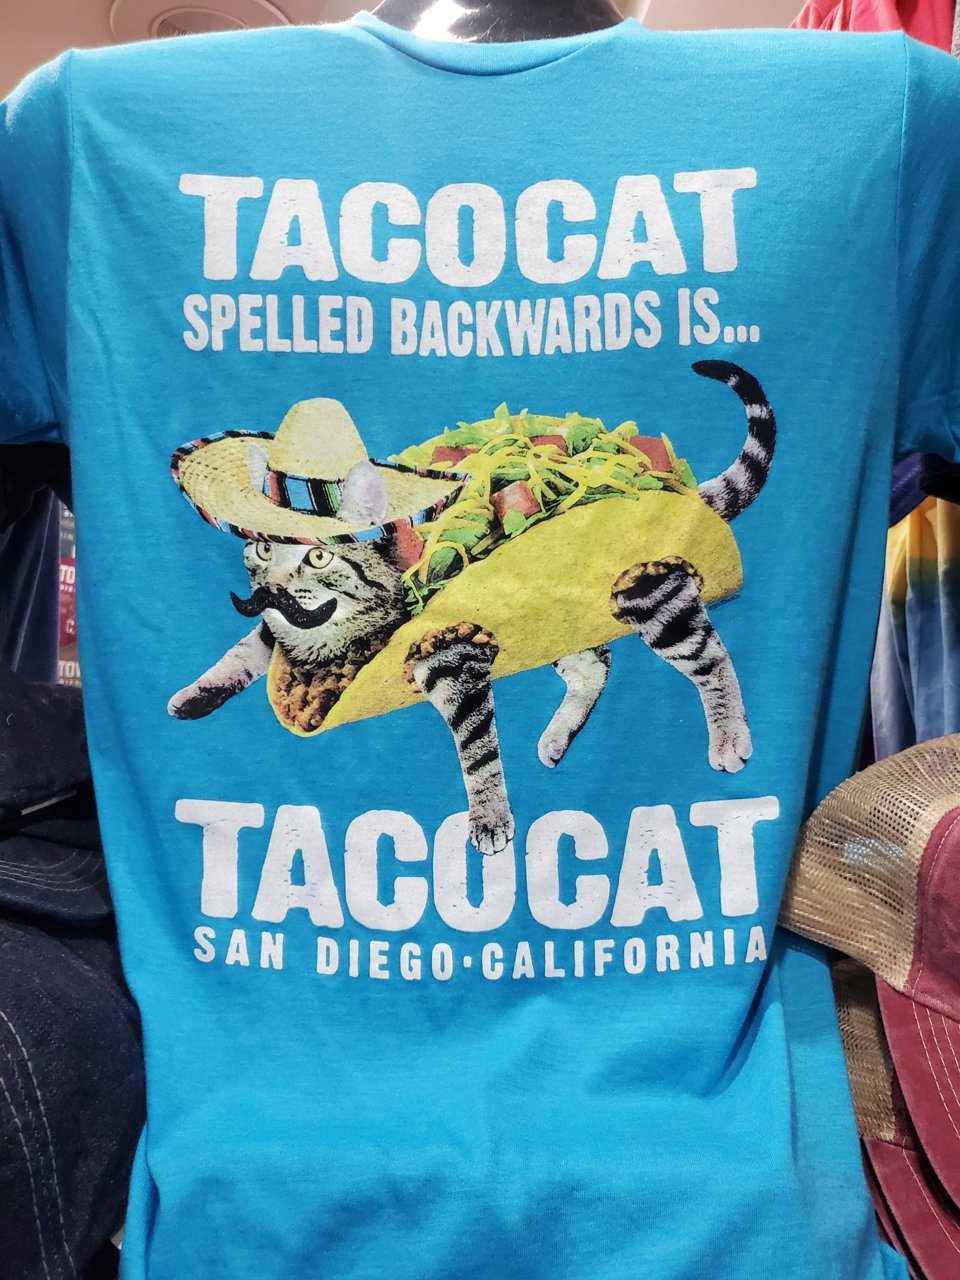 TACOCAT
SPELLED BACKWARDS IS...
TACOCAT
SAN DIEGO·CALIFORNIA